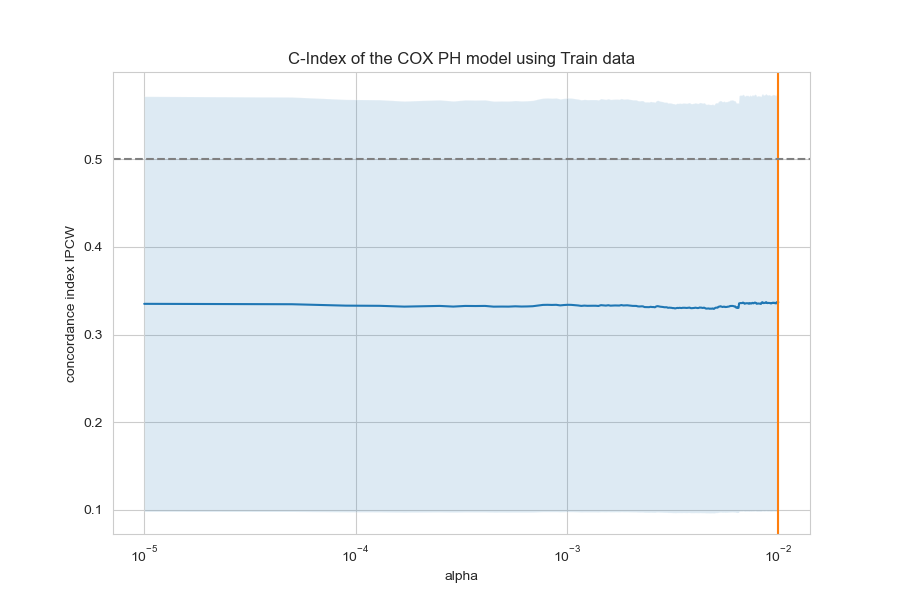 C-Index of the COX PH model using Train data
concordance index IPCW
0.5
0.4
0.3
0.2
0.1
10⁻⁵ 10⁻⁴ 10⁻³ 10⁻²
alpha